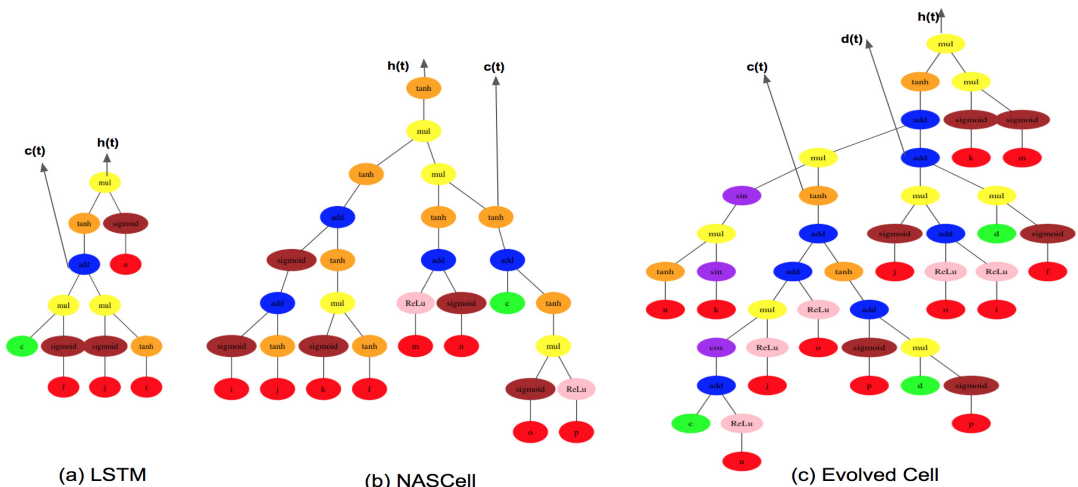 c(t)
h(t)
mul
tanh
sigmoid
add
o
mul
mul
c
sigmoid
sigmoid
tanh
f
j
i
(a) LSTM
h(t)
c(t)
tanh
mul
tanh
mul
add
tanh
tanh
sigmoid
tanh
add
add
add
mul
ReLu
sigmoid
c
tanh
sigmoid
tanh
sigmoid
tanh
m
n
mul
i
j
k
f
sigmoid
ReLu
o
p
(b) NASCell
h(t)
d(t)
c(t)
mul
tanh
mul
add
sigmoid
sigmoid
mul
add
k
m
sin
tanh
mul
mul
mul
add
sigmoid
add
d
sigmoid
tanh
sin
add
tanh
j
ReLu
ReLu
f
n
k
mul
ReLu
add
o
i
cos
ReLu
o
sigmoid
mul
add
j
p
d
sigmoid
c
ReLu
p
n
(c) Evolved Cell